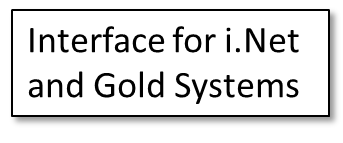 Interface for i.Net
and Gold Systems